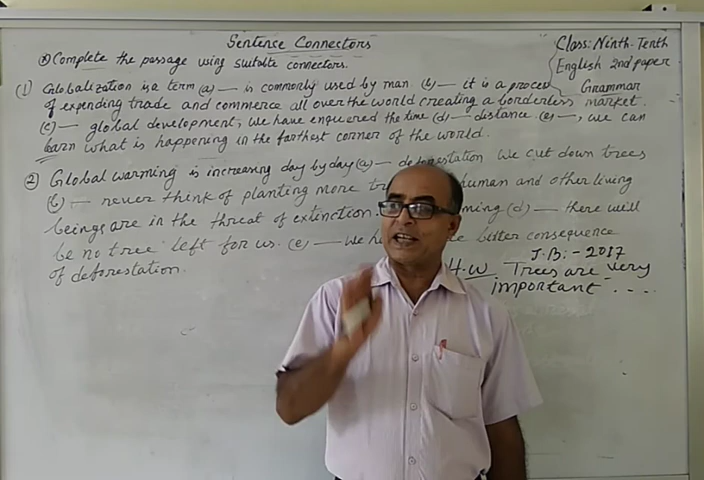 Sentence Connectors
Class: Ninth-Tenth
English 2nd paper
Grammar
Complete the passage using suitable connectors.
(1) Globalization is a term (a) — is commonly used by man. (b) — it is a proces
of expending trade and commerce all over the world creating a borderless market.
(c) — global development, we have enquered the time (d) — distance. (e) —, we can
learn what is happening in the farthest corner of the world.
(2) Global warming is increasing day by day (a) — deforestation. We cut down trees
(b) — never think of planting more tr human and other living
beings are in the threat of extinction. ming (d) — there will
be no tree left for us. (e) — we h bitter consequence
of deforestation.
J.B:- 2017
H.W Trees are very
important ....